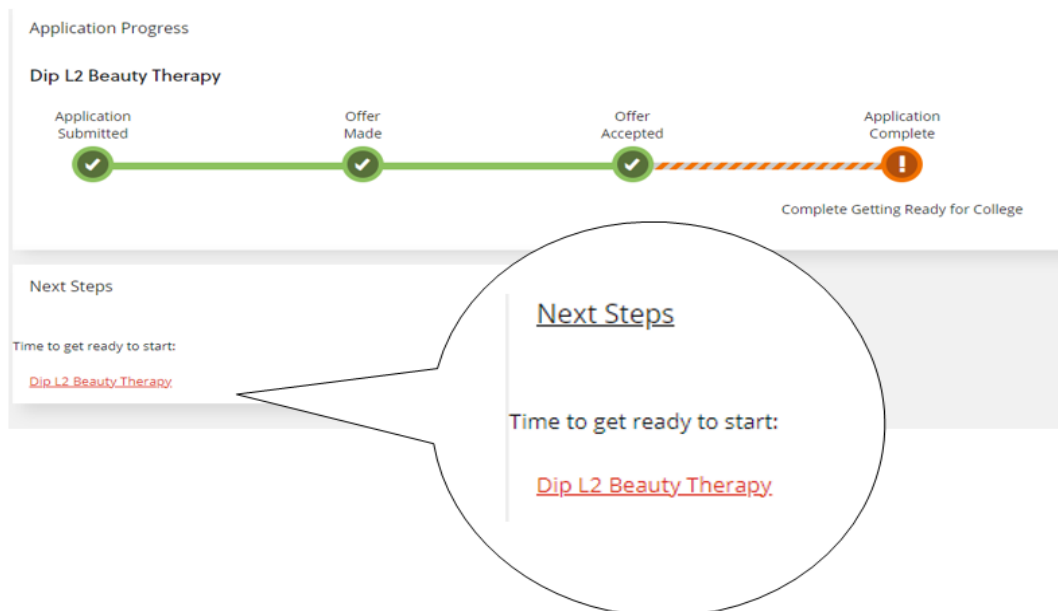 Application Progress
Dip L2 Beauty Therapy
Application
Submitted
Offer
Made
Offer
Accepted
Application
Complete
Complete Getting Ready for College
Next Steps
Time to get ready to start:
Dip L2 Beauty Therapy
Next Steps
Time to get ready to start:
Dip L2 Beauty Therapy